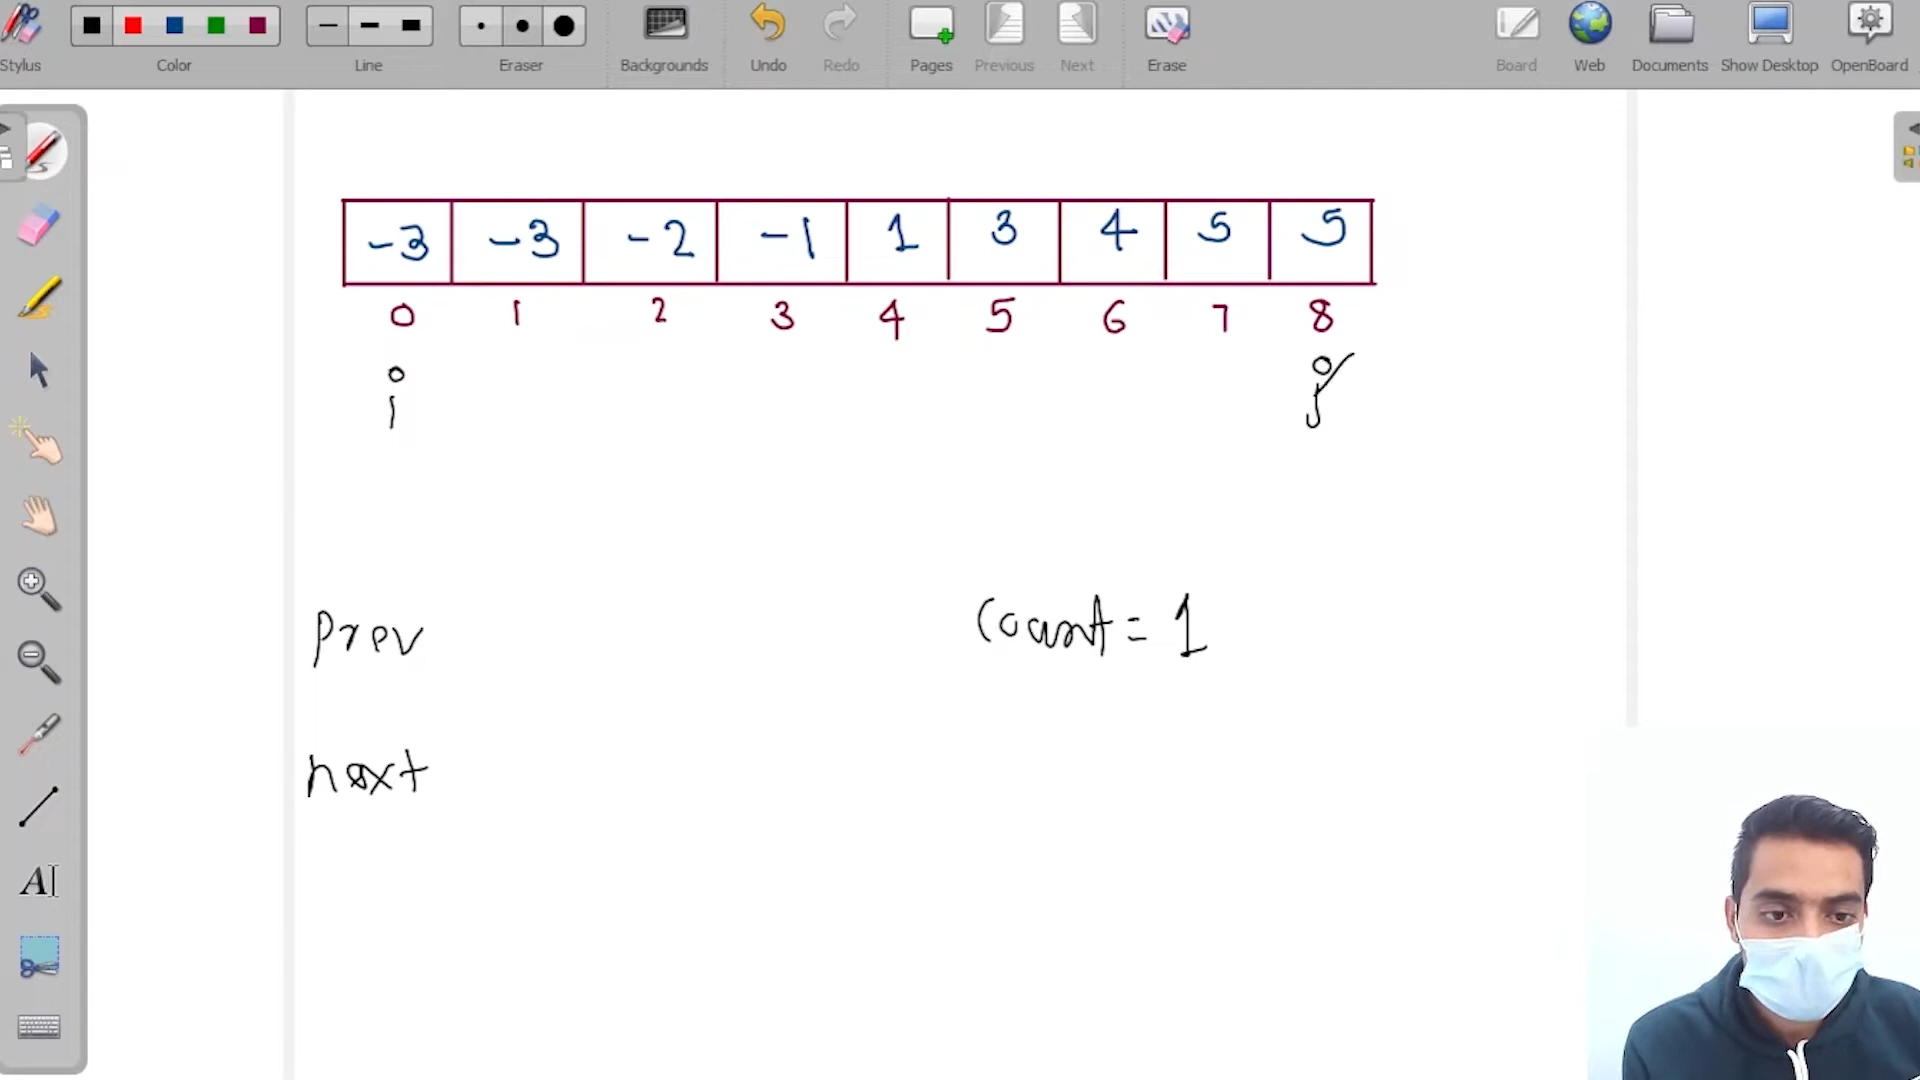 Stylus Color Line Eraser Backgrounds Undo Redo Pages Previous Next Erase Board Web Documents Show Desktop OpenBoard
-3 -3 -2 -1 1 3 4 5 5
0 1 2 3 4 5 6 7 8
i j
prev count = 1
next
AI